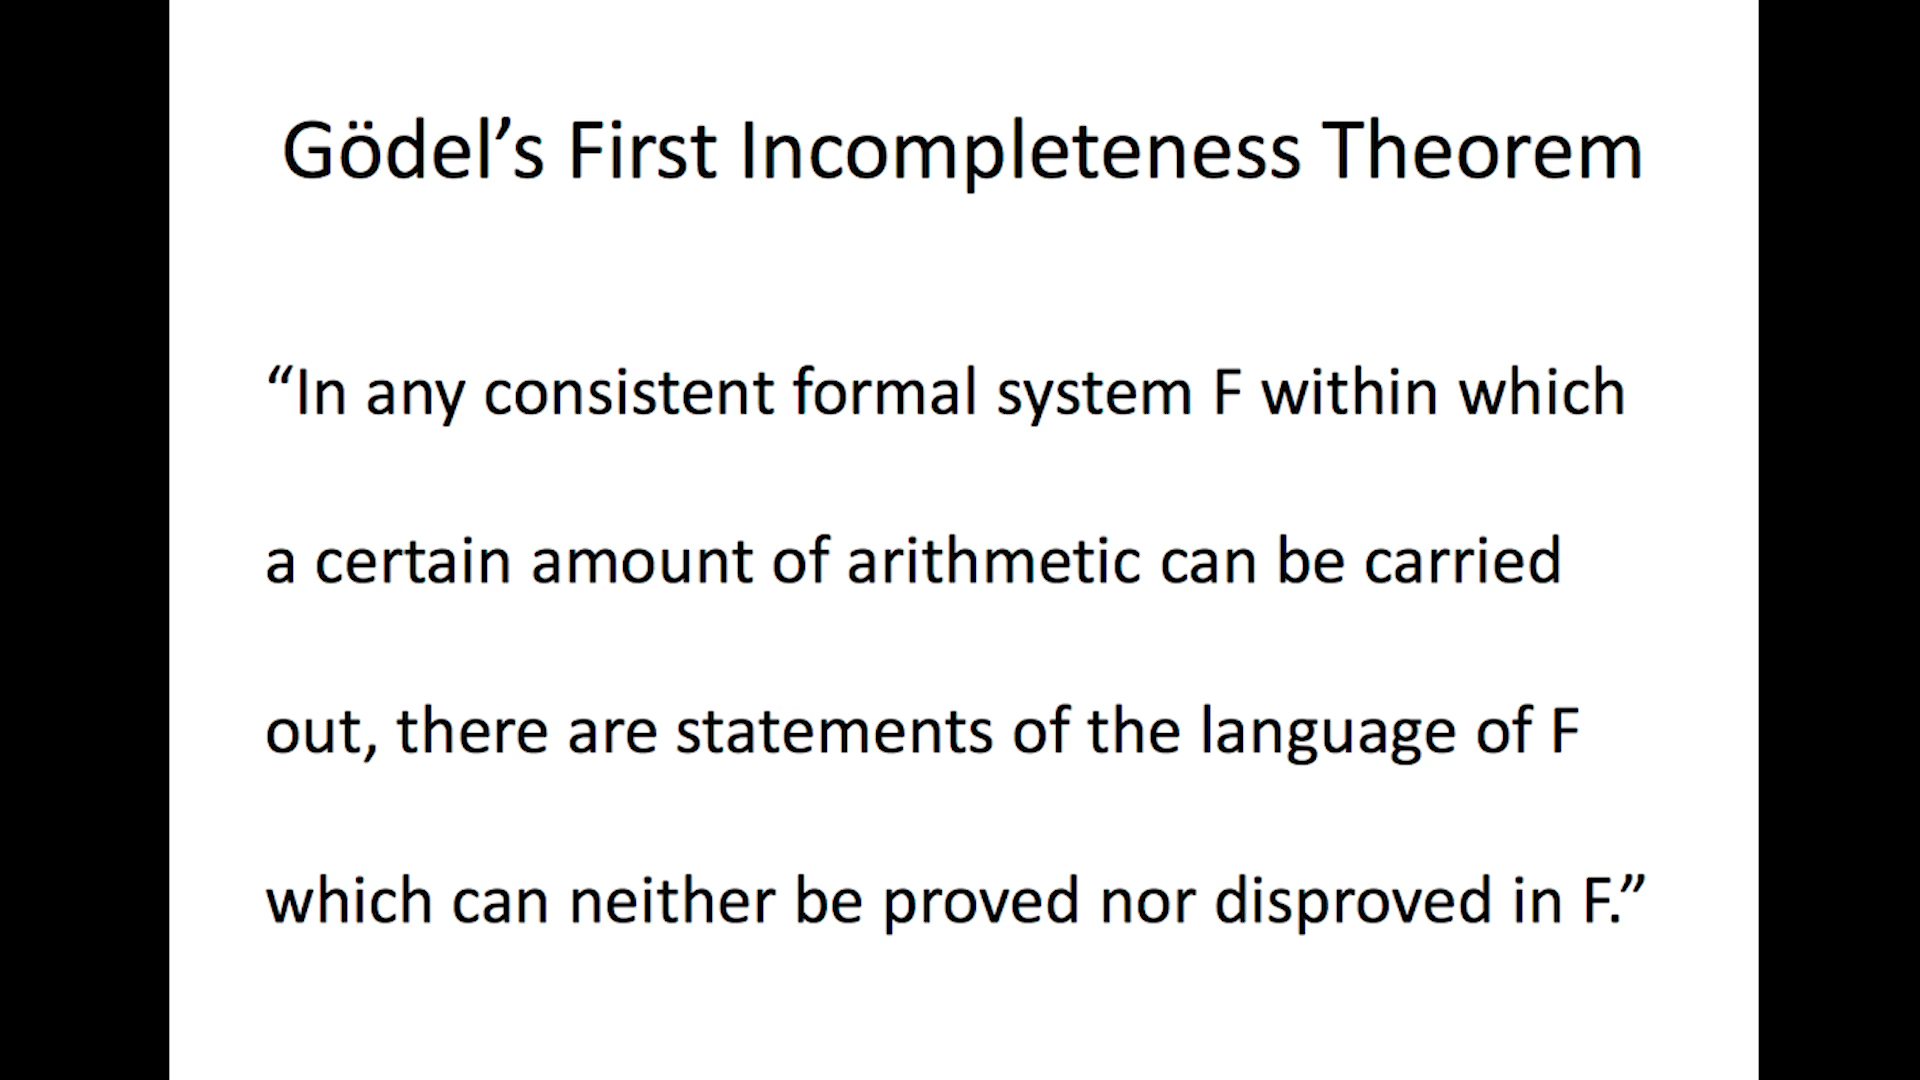 Gödel’s First Incompleteness Theorem
“In any consistent formal system F within which
a certain amount of arithmetic can be carried
out, there are statements of the language of F
which can neither be proved nor disproved in F.”